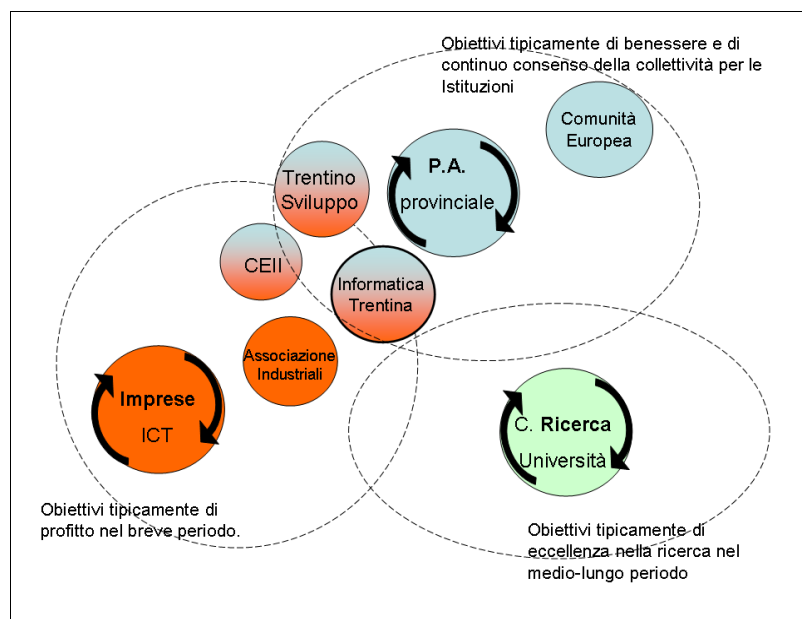 Obiettivi tipicamente di benessere e di
continuo consenso della collettività per le
Istituzioni
Comunità
Europea
P.A.
provinciale
Trentino
Sviluppo
CEII
Informatica
Trentina
Associazione
Industriali
Imprese
ICT
C. Ricerca
Università
Obiettivi tipicamente di
profitto nel breve periodo.
Obiettivi tipicamente di
eccellenza nella ricerca nel
medio-lungo periodo